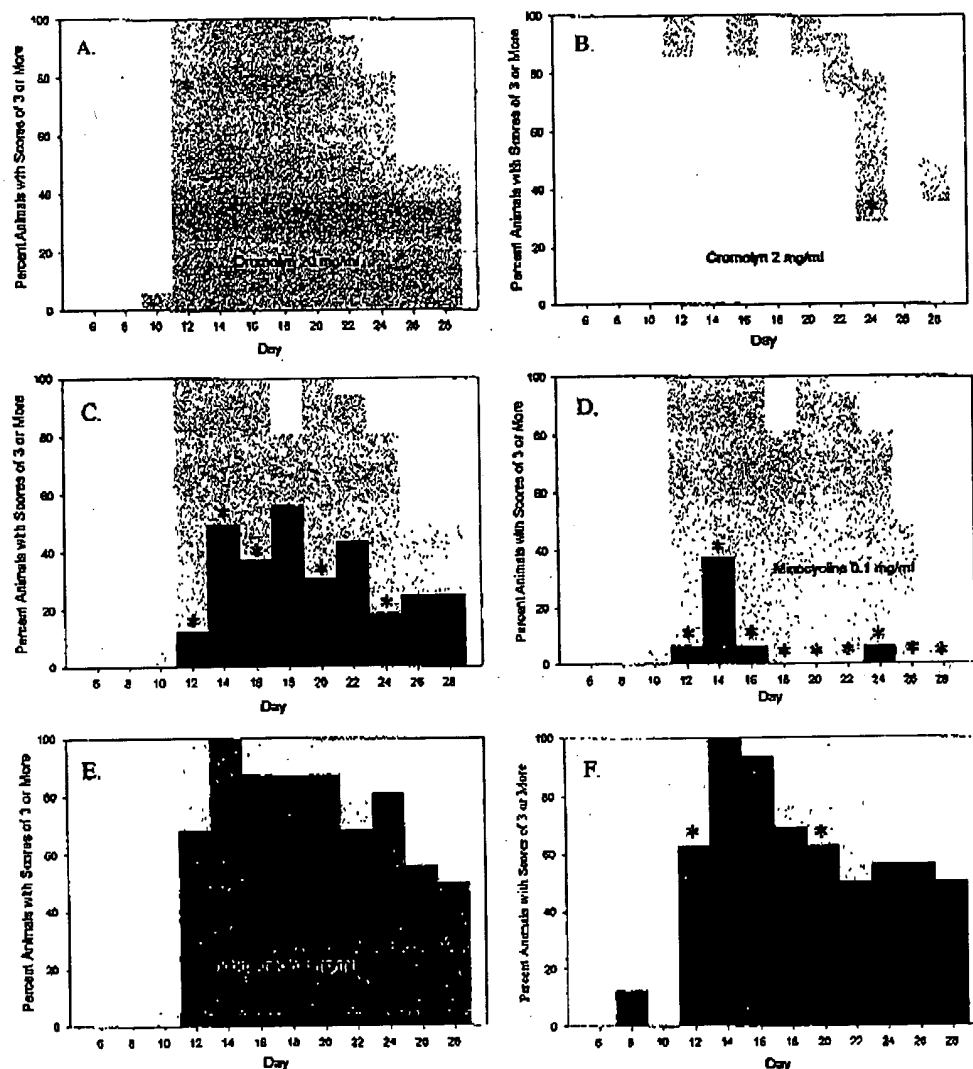 A.
Percent Animals with Scores of 3 or More
100
80
60
40
20
0
Cromolyn mg/ml
6 8 10 12 14 16 18 20 22 24 26 28
Day
B.
Percent Animals with Scores of 3 or More
100
80
60
40
20
0
*
Cromolyn 2 mg/ml
6 8 10 12 14 16 18 20 22 24 26 28
Day
C.
Percent Animals with Scores of 3 or More
100
80
60
40
20
0
* * * * *
6 8 10 12 14 16 18 20 22 24 26 28
Day
D.
Percent Animals with Scores of 3 or More
100
80
60
40
20
0
Minocycline 0.1 mg/ml
* * * * * * * * *
6 8 10 12 14 16 18 20 22 24 26 28
Day
E.
Percent Animals with Scores of 3 or More
100
80
60
40
20
0
6 8 10 12 14 16 18 20 22 24 26 28
Day
F.
Percent Animals with Scores of 3 or More
100
80
60
40
20
0
* *
6 8 10 12 14 16 18 20 22 24 26 28
Day